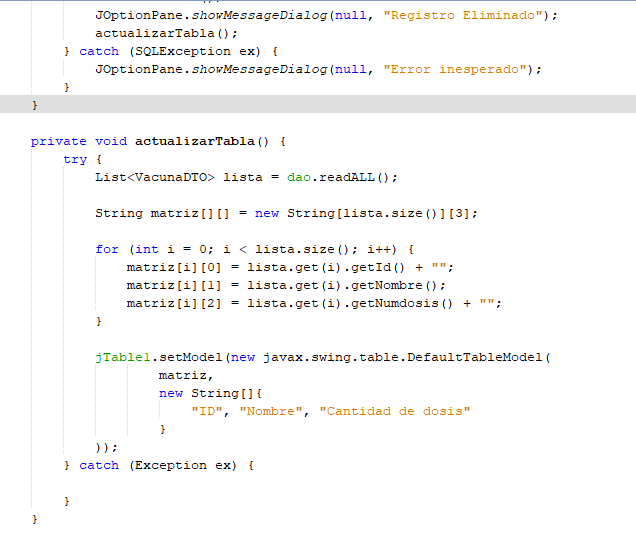 JOptionPane.showMessageDialog(null, "Registro Eliminado");
actualizarTabla();
} catch (SQLException ex) {
JOptionPane.showMessageDialog(null, "Error inesperado");
}
}
private void actualizarTabla() {
try {
List<VacunaDTO> lista = dao.readALL();
String matriz[][] = new String[lista.size()][3];
for (int i = 0; i < lista.size(); i++) {
matriz[i][0] = lista.get(i).getId() + "";
matriz[i][1] = lista.get(i).getNombre();
matriz[i][2] = lista.get(i).getNumdosis() + "";
}
jTable1.setModel(new javax.swing.table.DefaultTableModel(
matriz,
new String[]{
"ID", "Nombre", "Cantidad de dosis"
}
));
} catch (Exception ex) {
}
}